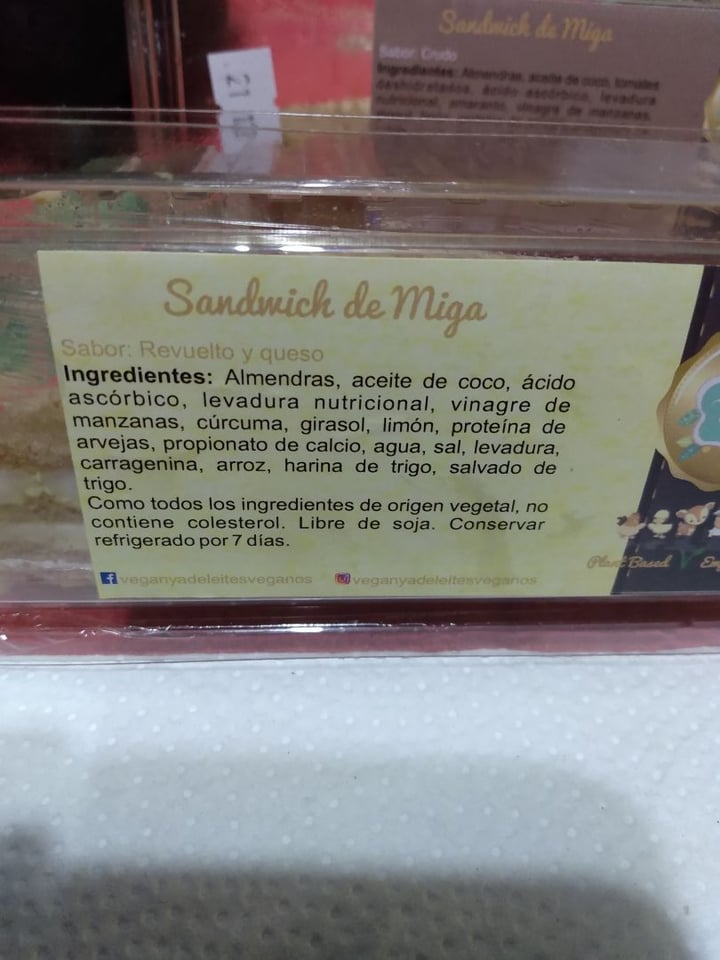 Sandwich de Miga
Sabor: Crudo
Ingredientes: Almendras, aceite de coco, tomates
deshidratados, ácido ascórbico, levadura
nutricional, amaranto, vinagre de manzanas,
21
Sandwich de Miga
Sabor: Revuelto y queso
Ingredientes: Almendras, aceite de coco, ácido
ascórbico, levadura nutricional, vinagre de
manzanas, cúrcuma, girasol, limón, proteína de
arvejas, propionato de calcio, agua, sal, levadura,
carragenina, arroz, harina de trigo, salvado de
trigo.
Como todos los ingredientes de origen vegetal, no
contiene colesterol. Libre de soja. Conservar
refrigerado por 7 días.
veganyadeleitesveganos veganyadeleitesveganos
Plant Based